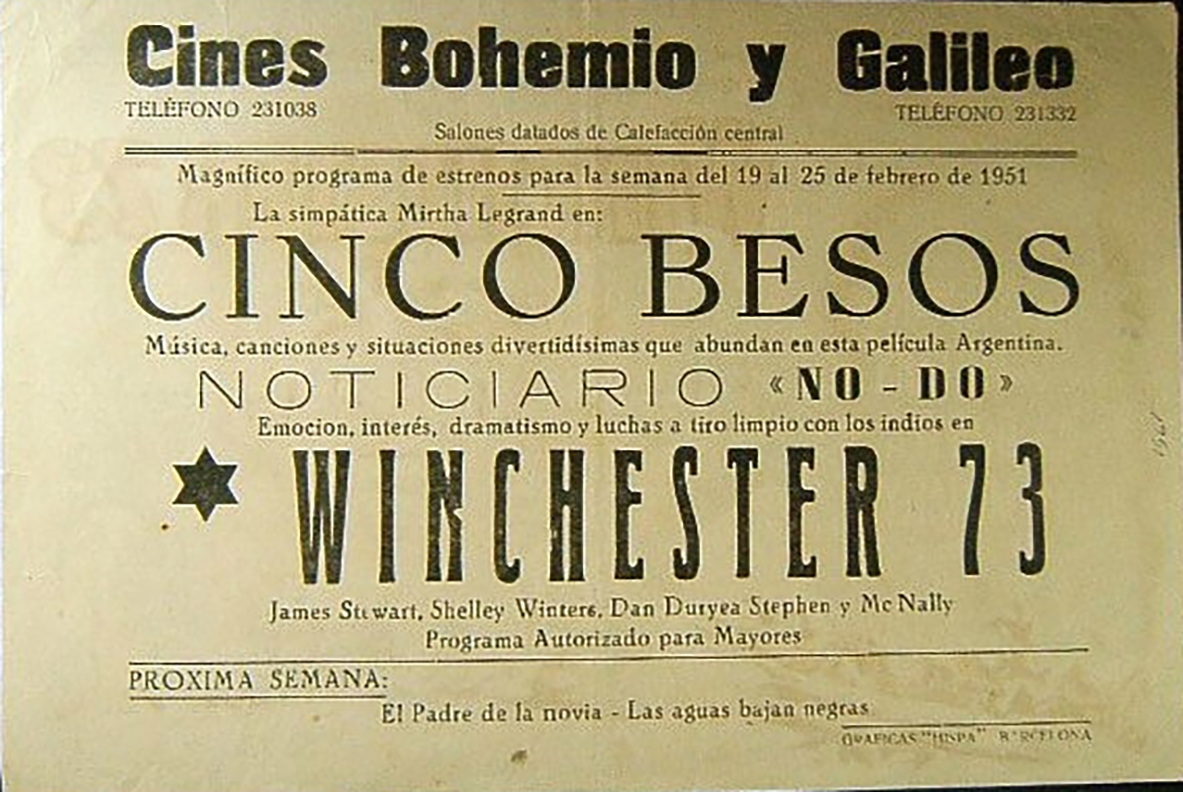 Cines Bohemio y Galileo
TELÉFONO 231038 TELÉFONO 231332
Salones datados de Calefacción central
Magnífico programa de estrenos para la semana del 19 al 25 de febrero de 1951
La simpática Mirtha Legrand en:
CINCO BESOS
Música, canciones y situaciones divertidísimas que abundan en esta película Argentina.
NOTICIARIO «NO-DO»
Emocion, interés, dramatismo y luchas a tiro limpio con los indios en
WINCHESTER 73
James Stewart, Shelley Winters, Dan Duryea Stephen y Mc Nally
Programa Autorizado para Mayores
PROXIMA SEMANA:
El Padre de la novia - Las aguas bajan negras
GRAFICAS "HISPA" BARCELONA